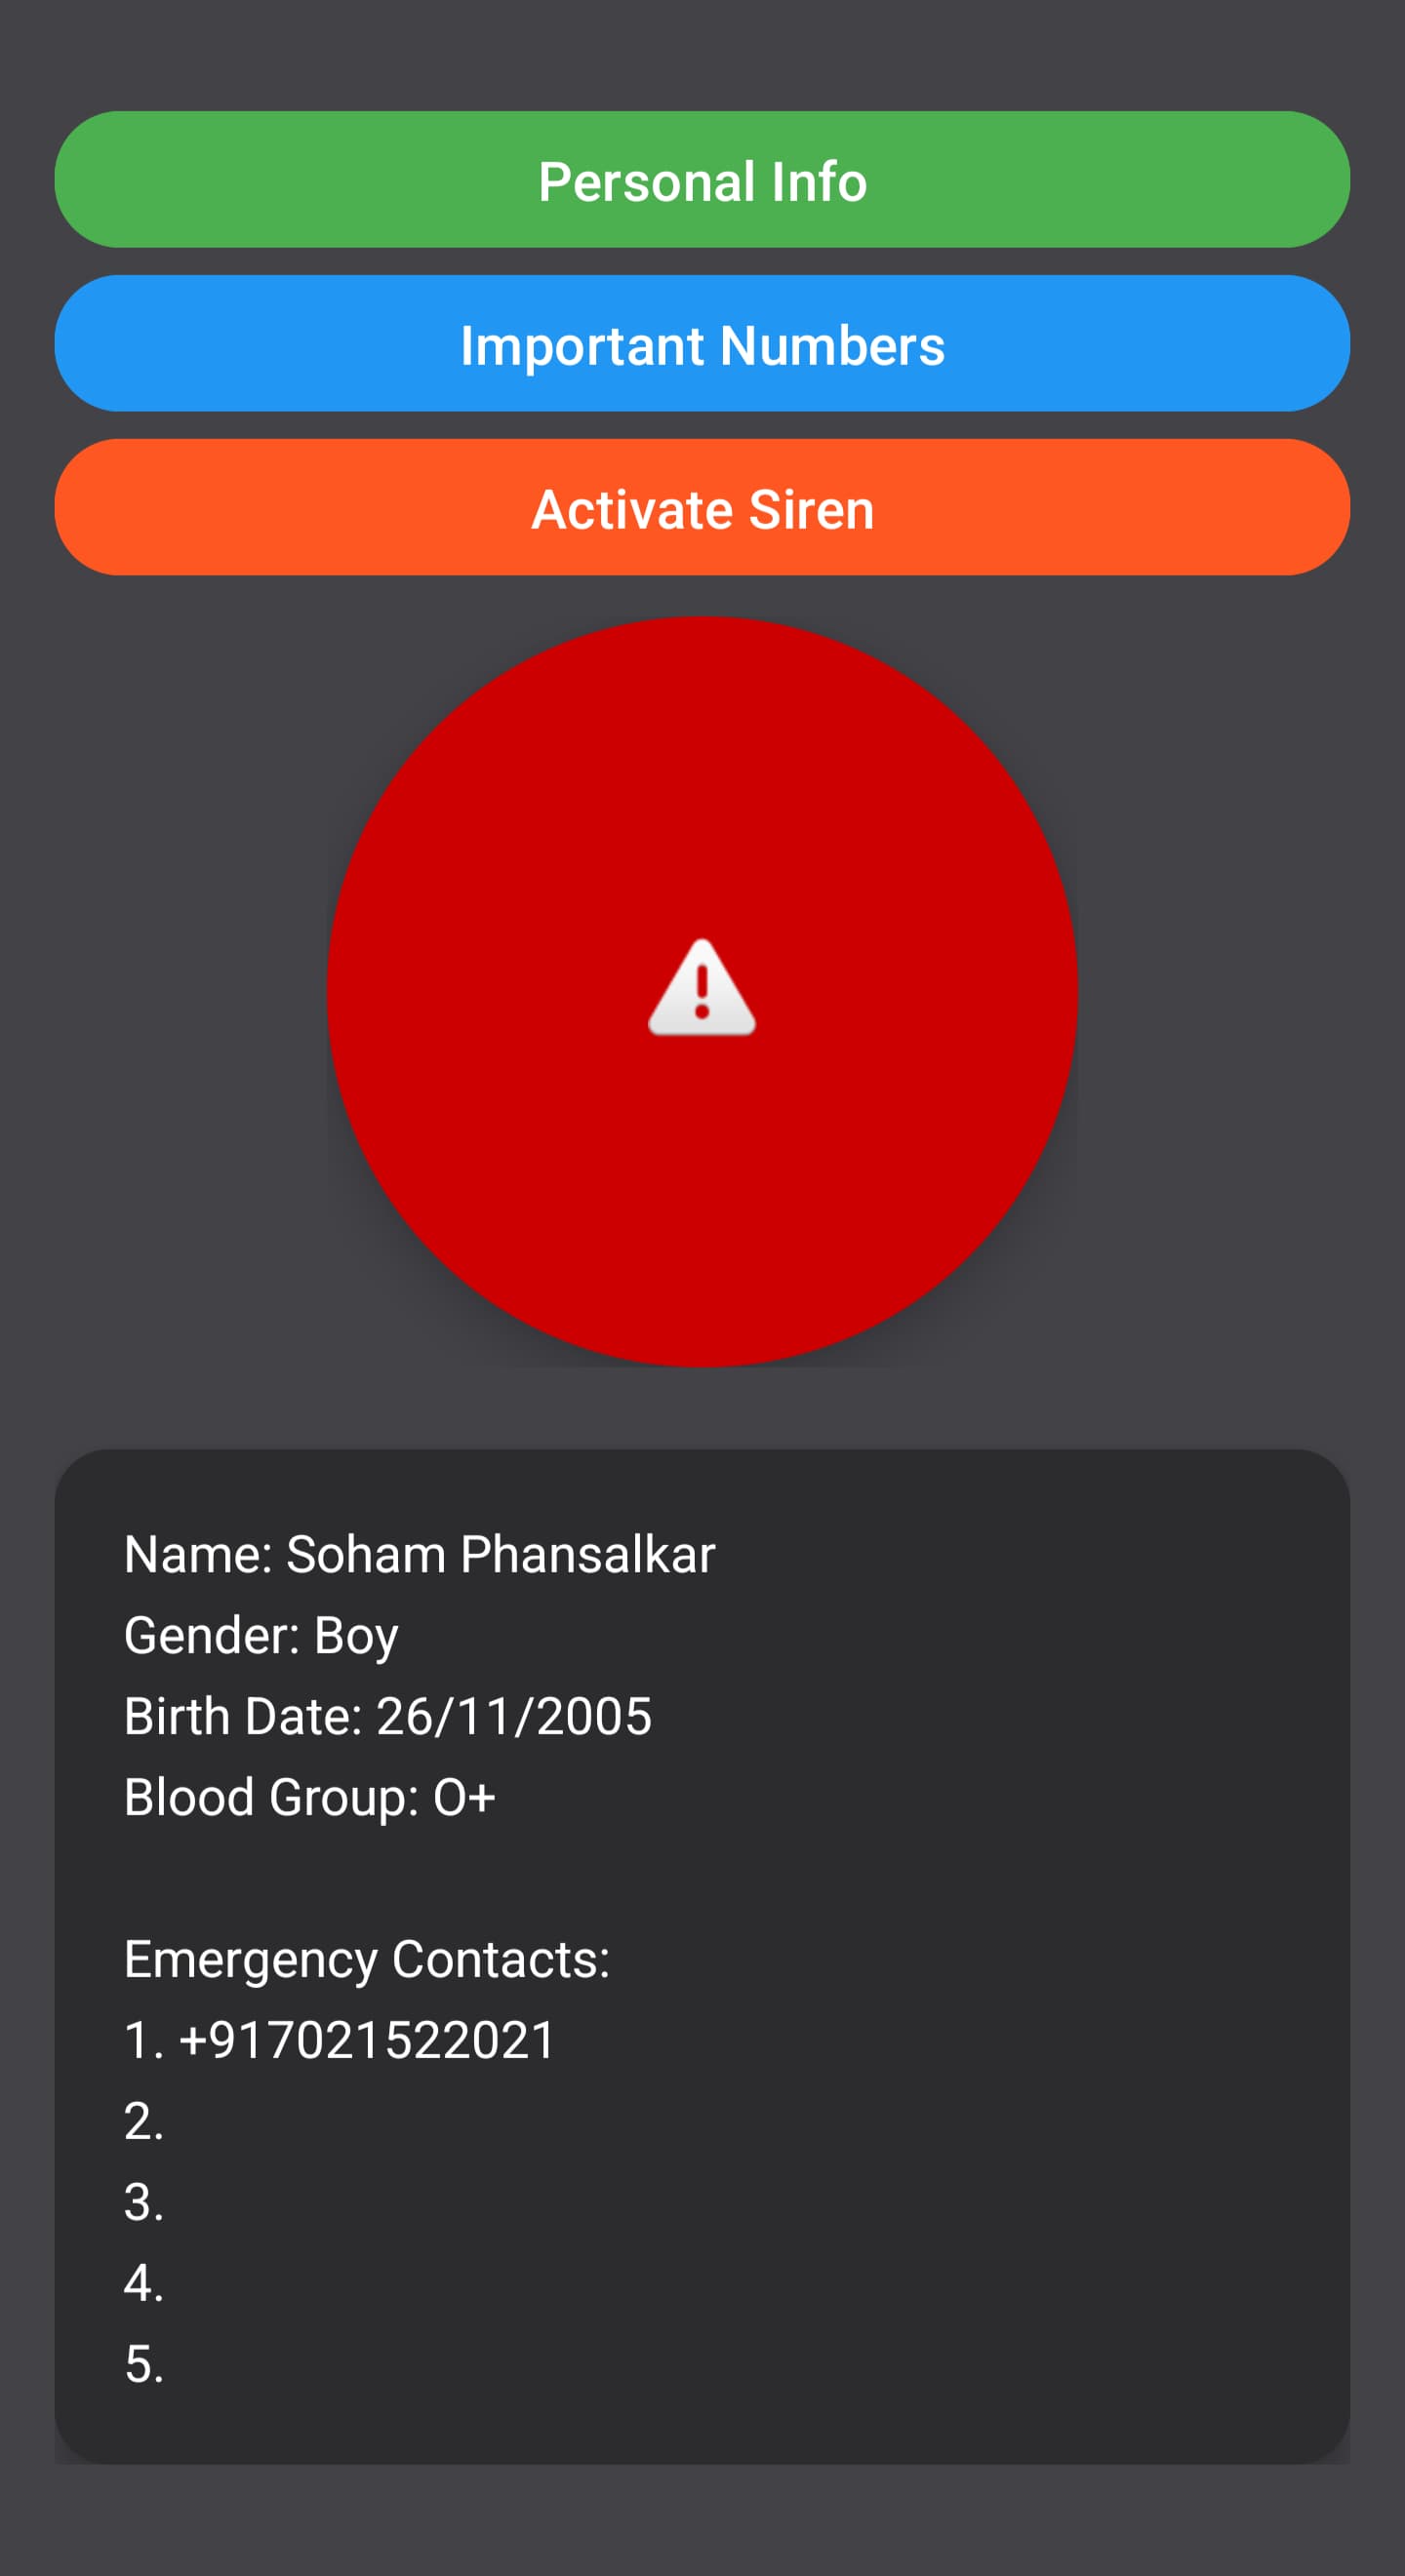 Personal Info
Important Numbers
Activate Siren
Name: Soham Phansalkar
Gender: Boy
Birth Date: 26/11/2005
Blood Group: O+
Emergency Contacts:
1. +917021522021
2.
3.
4.
5.